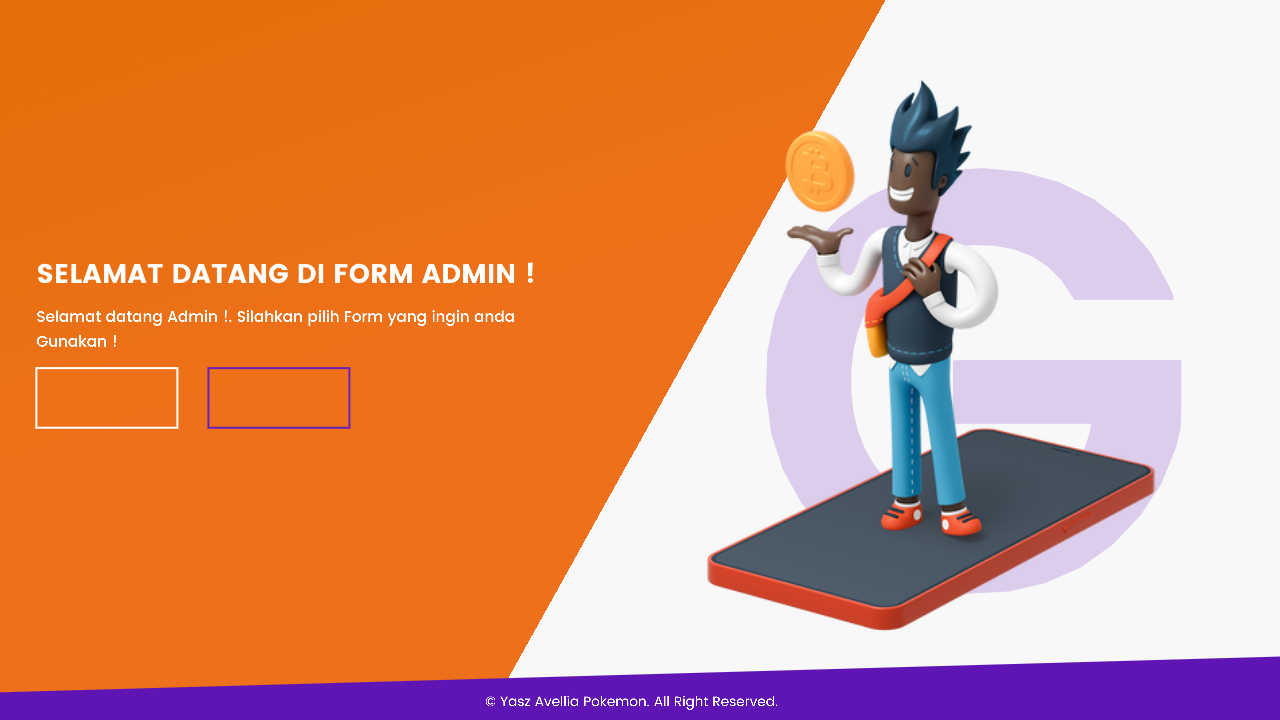 SELAMAT DATANG DI FORM ADMIN !
Selamat datang Admin !. Silahkan pilih Form yang ingin anda
Gunakan !
G
© Yasz Avellia Pokemon. All Right Reserved.